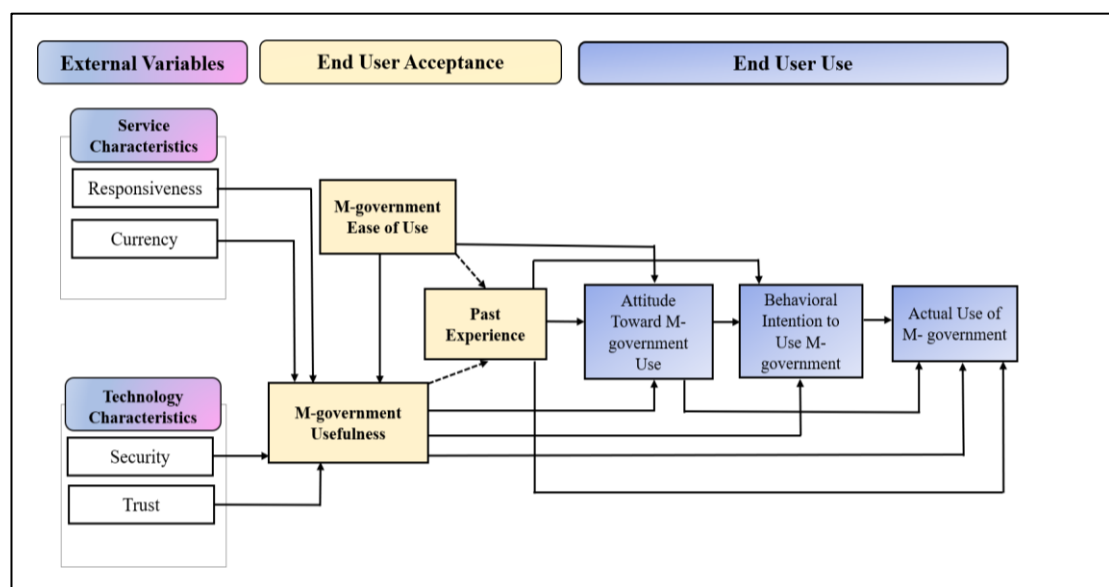 External Variables
End User Acceptance
End User Use
Service
Characteristics
Responsiveness
Currency
M-government
Ease of Use
Past
Experience
Attitude
Toward M-
government
Use
Behavioral
Intention to
Use M-
government
Actual Use of
M- government
Technology
Characteristics
Security
Trust
M-government
Usefulness